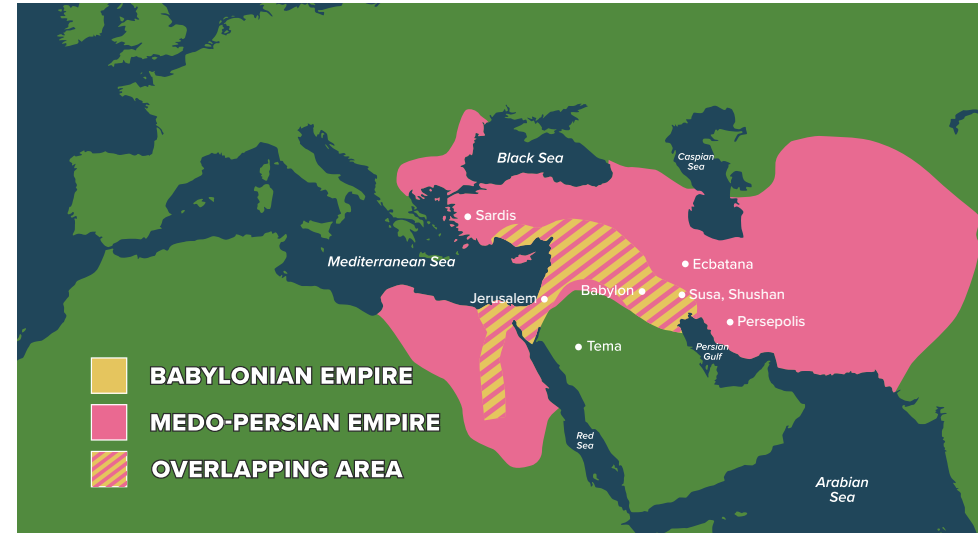 Black Sea
Caspian
Sea
Sardis
Mediterranean Sea
Ecbatana
Jerusalem
Babylon
Susa, Shushan
Persepolis
Tema
Persian
Gulf
BABYLONIAN EMPIRE
MEDO-PERSIAN EMPIRE
OVERLAPPING AREA
Red
Sea
Arabian
Sea